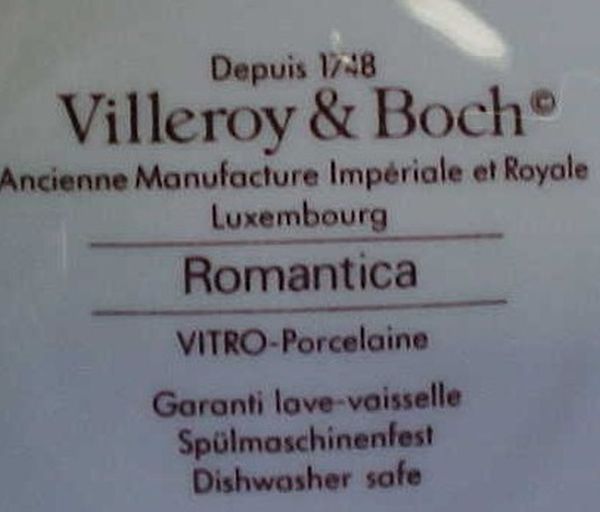 Depuis 1748
Villeroy & Boch©
Ancienne Manufacture Impériale et Royale
Luxembourg
Romantica
VITRO-Porcelaine
Garanti lave-vaisselle
Spülmaschinenfest
Dishwasher safe